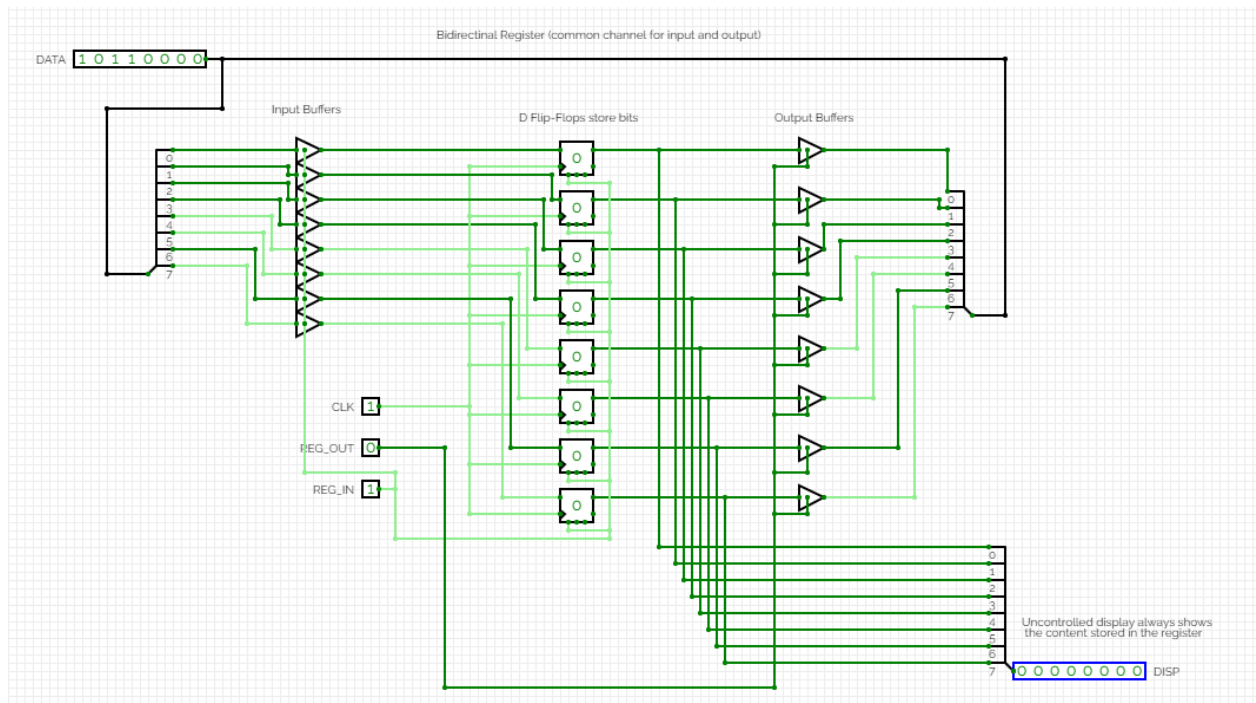 Bidirectinal Register (common channel for input and output)
DATA 1 0 1 1 0 0 0 0
Input Buffers
D Flip-Flops store bits
Output Buffers
0
1
2
3
4
5
6
7
0
0
0
0
0
0
0
0
0
1
2
3
4
5
6
7
CLK 1
REG_OUT 0
REG_IN 1
0
1
2
3
4
5
6
7
Uncontrolled display always shows
the content stored in the register
0 0 0 0 0 0 0 0 DISP